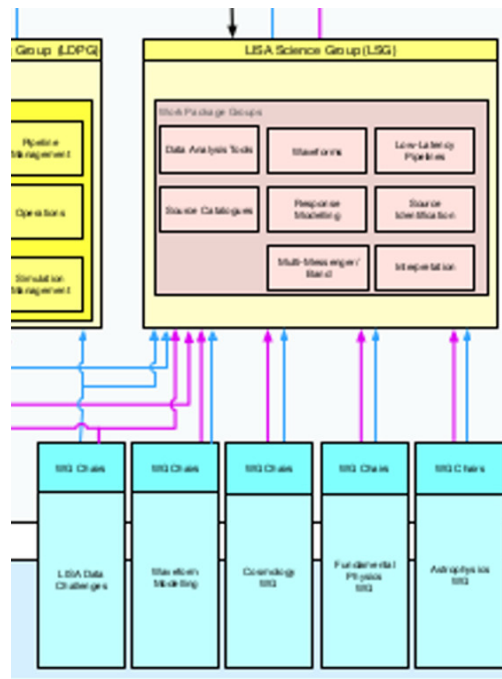 Group (LDPG)
LISA Science Group (LSG)
Work Package Groups
Pipeline
Management
Data Analysis Tools
Waveforms
Low-Latency
Pipelines
Operations
Source Catalogues
Response
Modelling
Source
Identification
Simulation
Management
Multi-Messenger/
Band
Interpretation
WG Chairs
WG Chairs
WG Chairs
WG Chairs
WG Chairs
LISA Data
Challenges
Waveform
Modelling
Cosmology
WG
Fundamental
Physics
WG
Astrophysics
WG